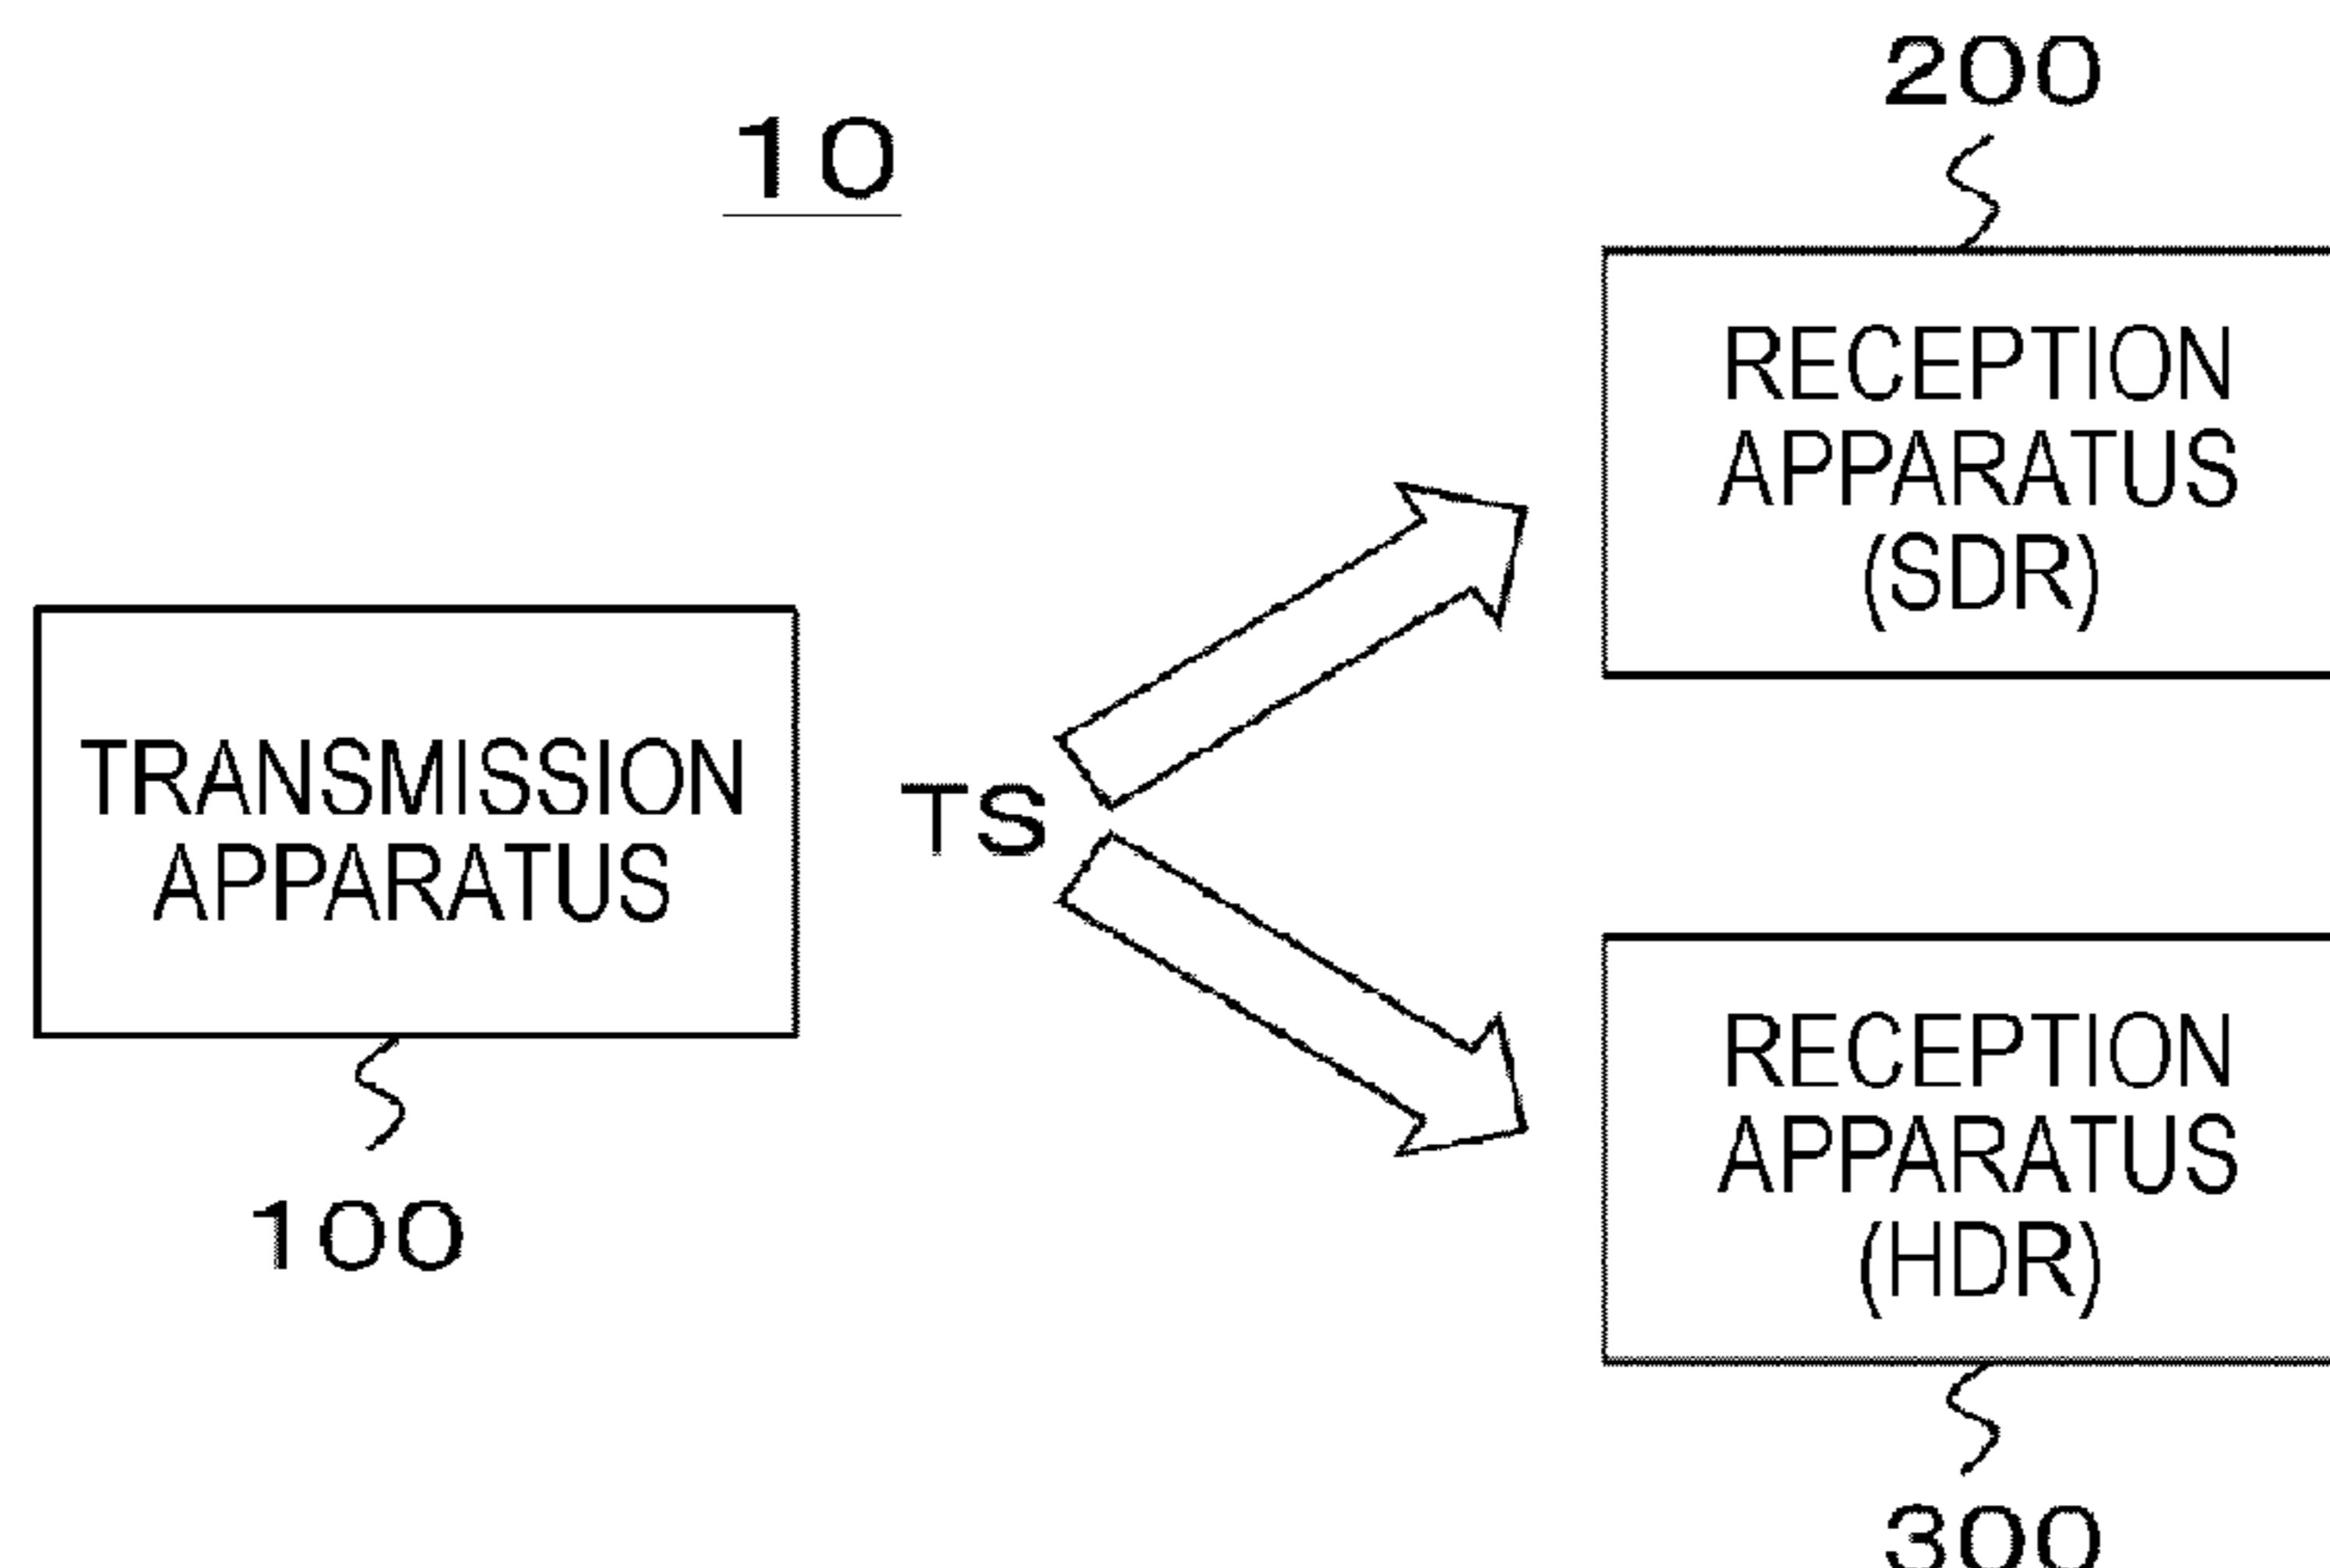 10
200
RECEPTION
APPARATUS
(SDR)
TRANSMISSION
APPARATUS
100
TS
RECEPTION
APPARATUS
(HDR)
300